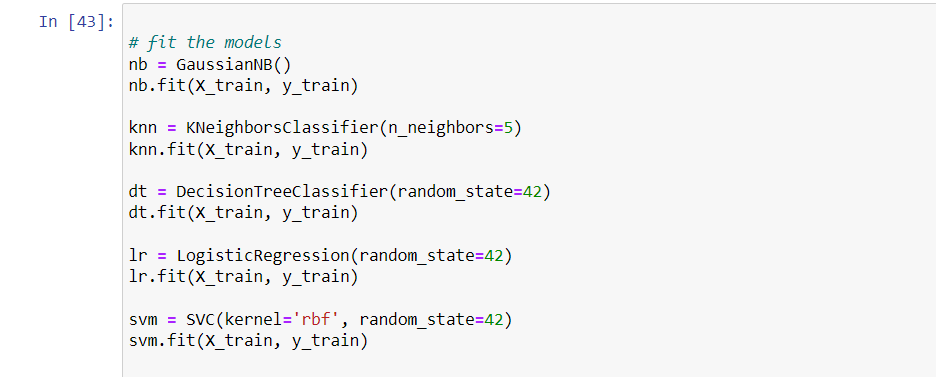 In [43]:
# fit the models
nb = GaussianNB()
nb.fit(X_train, y_train)
knn = KNeighborsClassifier(n_neighbors=5)
knn.fit(X_train, y_train)
dt = DecisionTreeClassifier(random_state=42)
dt.fit(X_train, y_train)
lr = LogisticRegression(random_state=42)
lr.fit(X_train, y_train)
svm = SVC(kernel='rbf', random_state=42)
svm.fit(X_train, y_train)